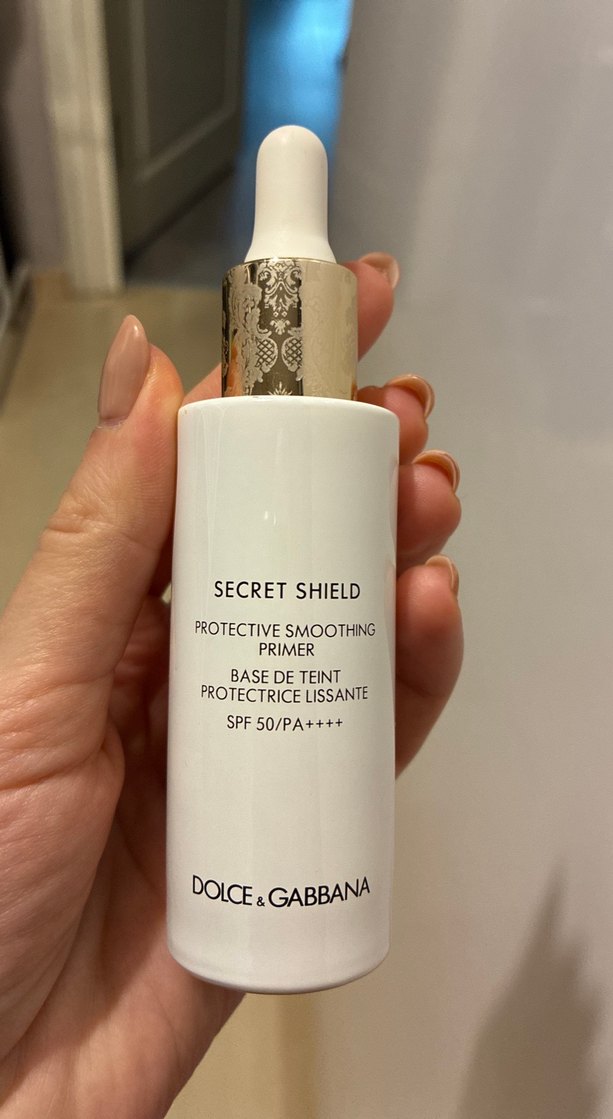 SECRET SHIELD
PROTECTIVE SMOOTHING
PRIMER
BASE DE TEINT
PROTECTRICE LISSANTE
SPF 50/PA++++
DOLCE & GABBANA